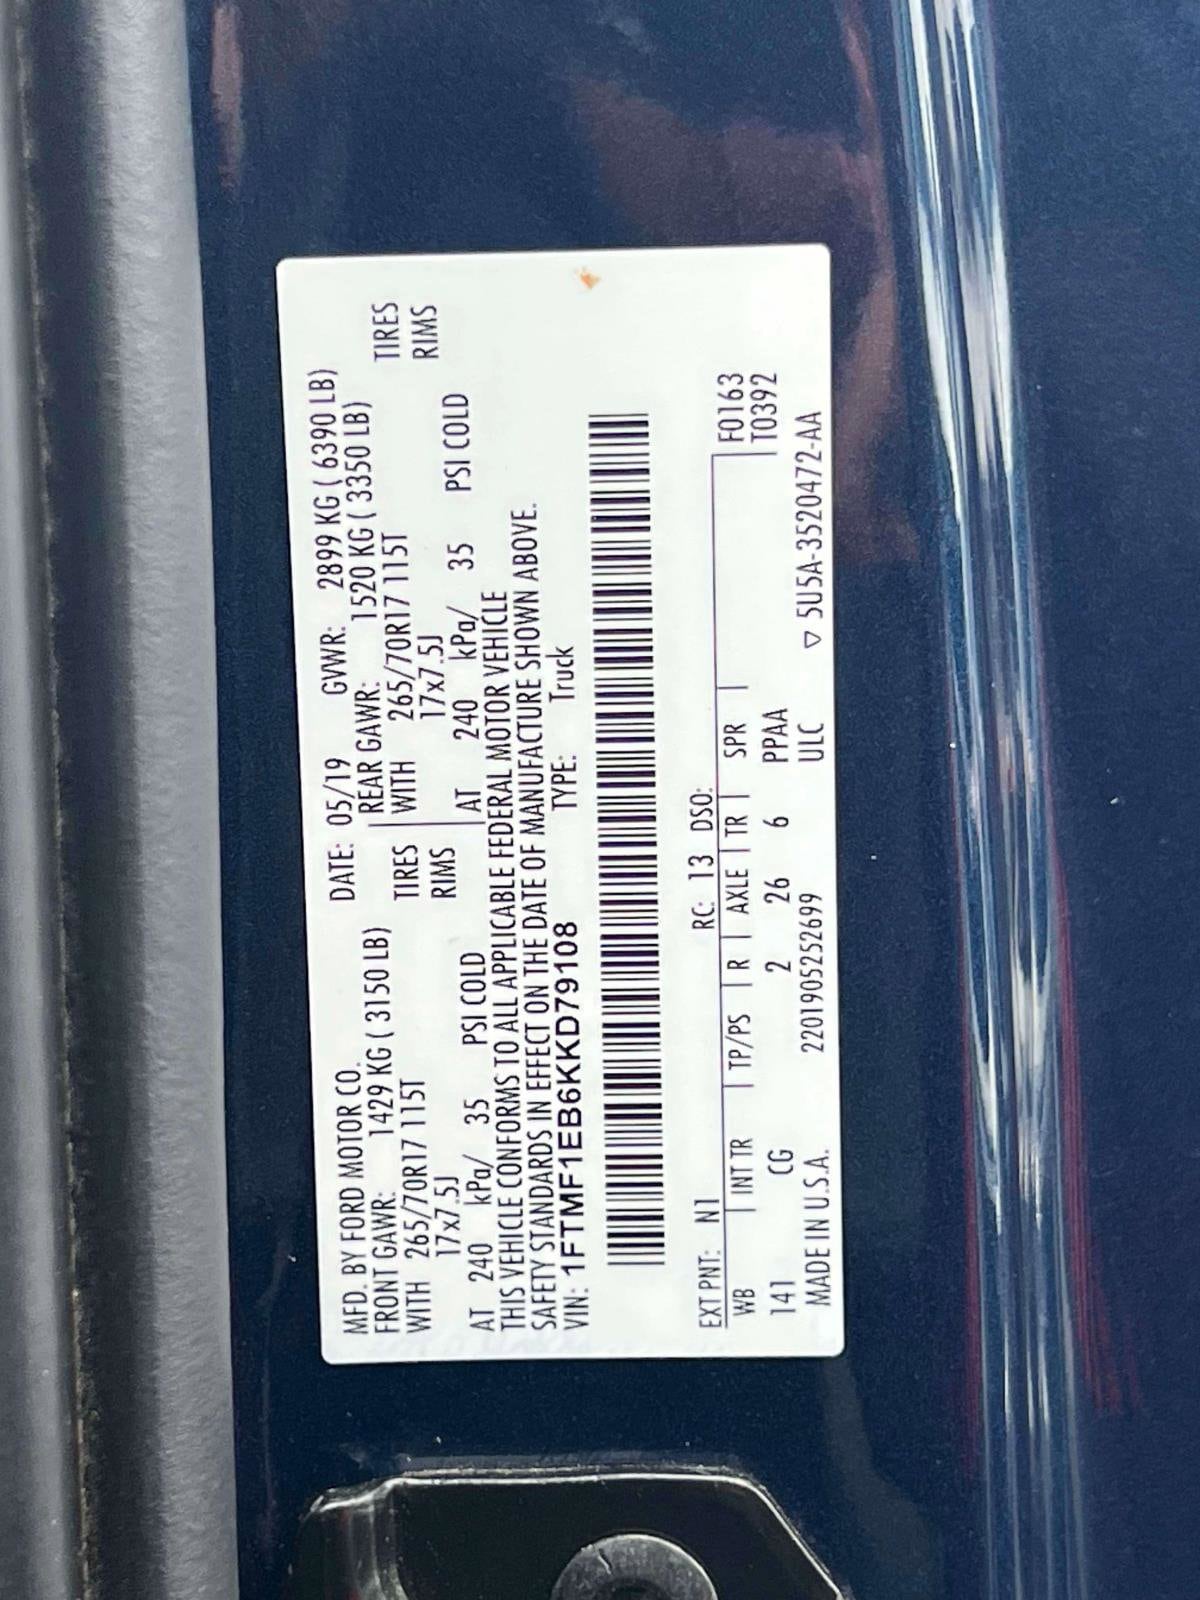 MFD. BY FORD MOTOR CO. DATE: 05/19 GVWR: 2899 KG ( 6390 LB)
FRONT GAWR: 1429 KG ( 3150 LB) REAR GAWR: 1520 KG ( 3350 LB)
WITH 265/70R17 115T TIRES WITH 265/70R17 115T TIRES
17x7.5J RIMS 17x7.5J RIMS
AT 240 kPa/ 35 PSI COLD AT 240 kPa/ 35 PSI COLD
THIS VEHICLE CONFORMS TO ALL APPLICABLE FEDERAL MOTOR VEHICLE
SAFETY STANDARDS IN EFFECT ON THE DATE OF MANUFACTURE SHOWN ABOVE.
VIN: 1FTMF1EB6KKD79108 TYPE: Truck
EXT PNT: N1 RC: 13 DSO:
WB | INT TR | TP/PS | R | AXLE | TR | SPR | F0163
141 CG 2 26 6 PPAA T0392
MADE IN U.S.A. 220190525​2699 ULC ▽ 5U5A-3520472-AA